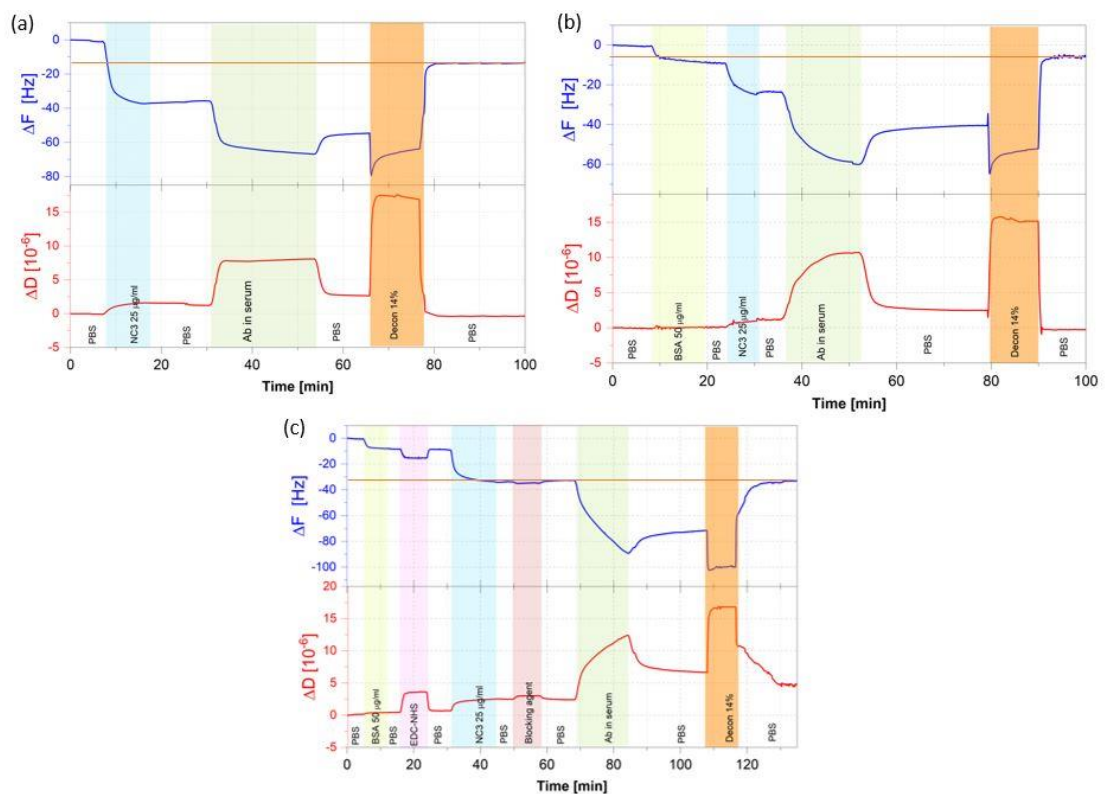 (a)
0
-20
-40
-60
-80
ΔF [Hz]
15
10
5
0
-5
ΔD [10⁻⁶]
PBS
NC3 25 µg/ml
PBS
Ab in serum
PBS
Decon 14%
PBS
0 20 40 60 80 100
Time [min]
(b)
0
-20
-40
-60
ΔF [Hz]
15
10
5
0
-5
ΔD [10⁻⁶]
PBS
BSA 50 µg/ml
PBS
NC3 25 µg/ml
PBS
Ab in serum
PBS
Decon 14%
PBS
0 20 40 60 80 100
Time [min]
(c)
0
-20
-40
-60
-80
-100
ΔF [Hz]
20
15
10
5
0
-5
ΔD [10⁻⁶]
PBS
BSA 50 µg/ml
PBS
EDC-NHS
PBS
NC3 25 µg/ml
PBS
Blocking agent
PBS
Ab in serum
PBS
Decon 14%
PBS
0 20 40 60 80 100 120
Time [min]